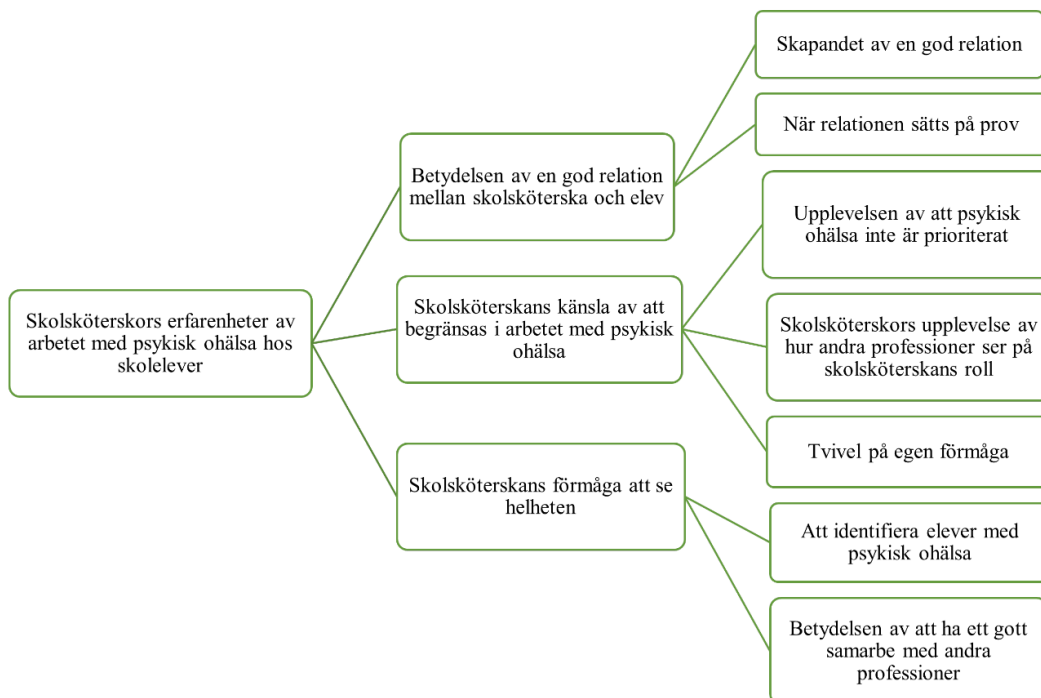 Skolsköterskors erfarenheter av
arbetet med psykisk ohälsa hos
skolelever
Betydelsen av en god relation
mellan skolsköterska och elev
Skapandet av en god relation
När relationen sätts på prov
Skolsköterskans känsla av att
begränsas i arbetet med psykisk
ohälsa
Upplevelsen av att psykisk
ohälsa inte är prioriterat
Skolsköterskors upplevelse av
hur andra professioner ser på
skolsköterskans roll
Tvivel på egen förmåga
Skolsköterskans förmåga att se
helheten
Att identifiera elever med
psykisk ohälsa
Betydelsen av att ha ett gott
samarbe med andra
professioner